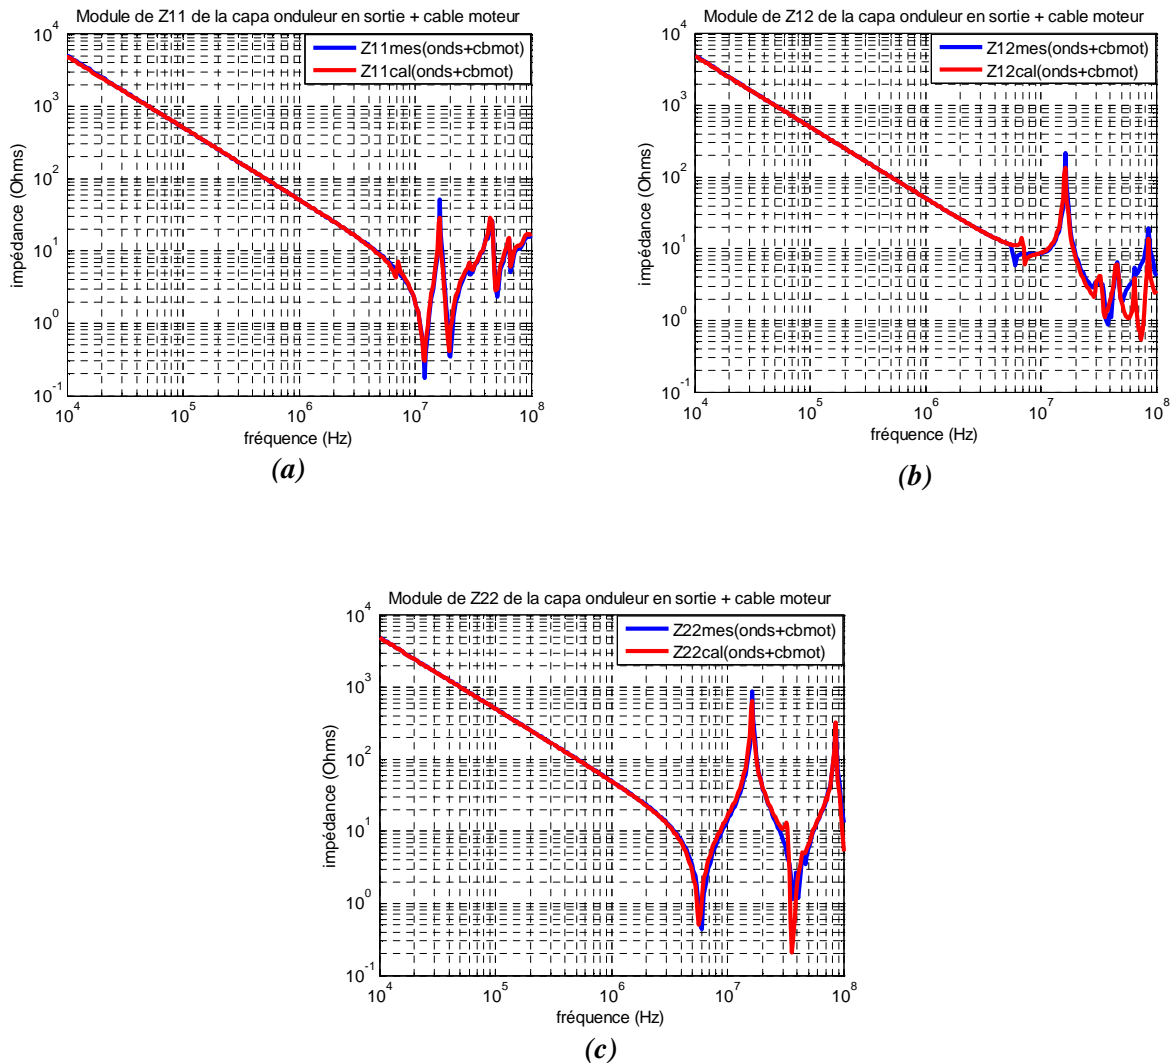 Module de Z11 de la capa onduleur en sortie + cable moteur
Z11mes(onds+cbmot)
Z11cal(onds+cbmot)
impédance (Ohms)
10^4
10^3
10^2
10^1
10^0
10^-1
10^4 10^5 10^6 10^7 10^8
fréquence (Hz)
(a)
Module de Z12 de la capa onduleur en sortie + cable moteur
Z12mes(onds+cbmot)
Z12cal(onds+cbmot)
impédance (Ohms)
10^4
10^3
10^2
10^1
10^0
10^-1
10^4 10^5 10^6 10^7 10^8
fréquence (Hz)
(b)
Module de Z22 de la capa onduleur en sortie + cable moteur
Z22mes(onds+cbmot)
Z22cal(onds+cbmot)
impédance (Ohms)
10^4
10^3
10^2
10^1
10^0
10^-1
10^4 10^5 10^6 10^7 10^8
fréquence (Hz)
(c)